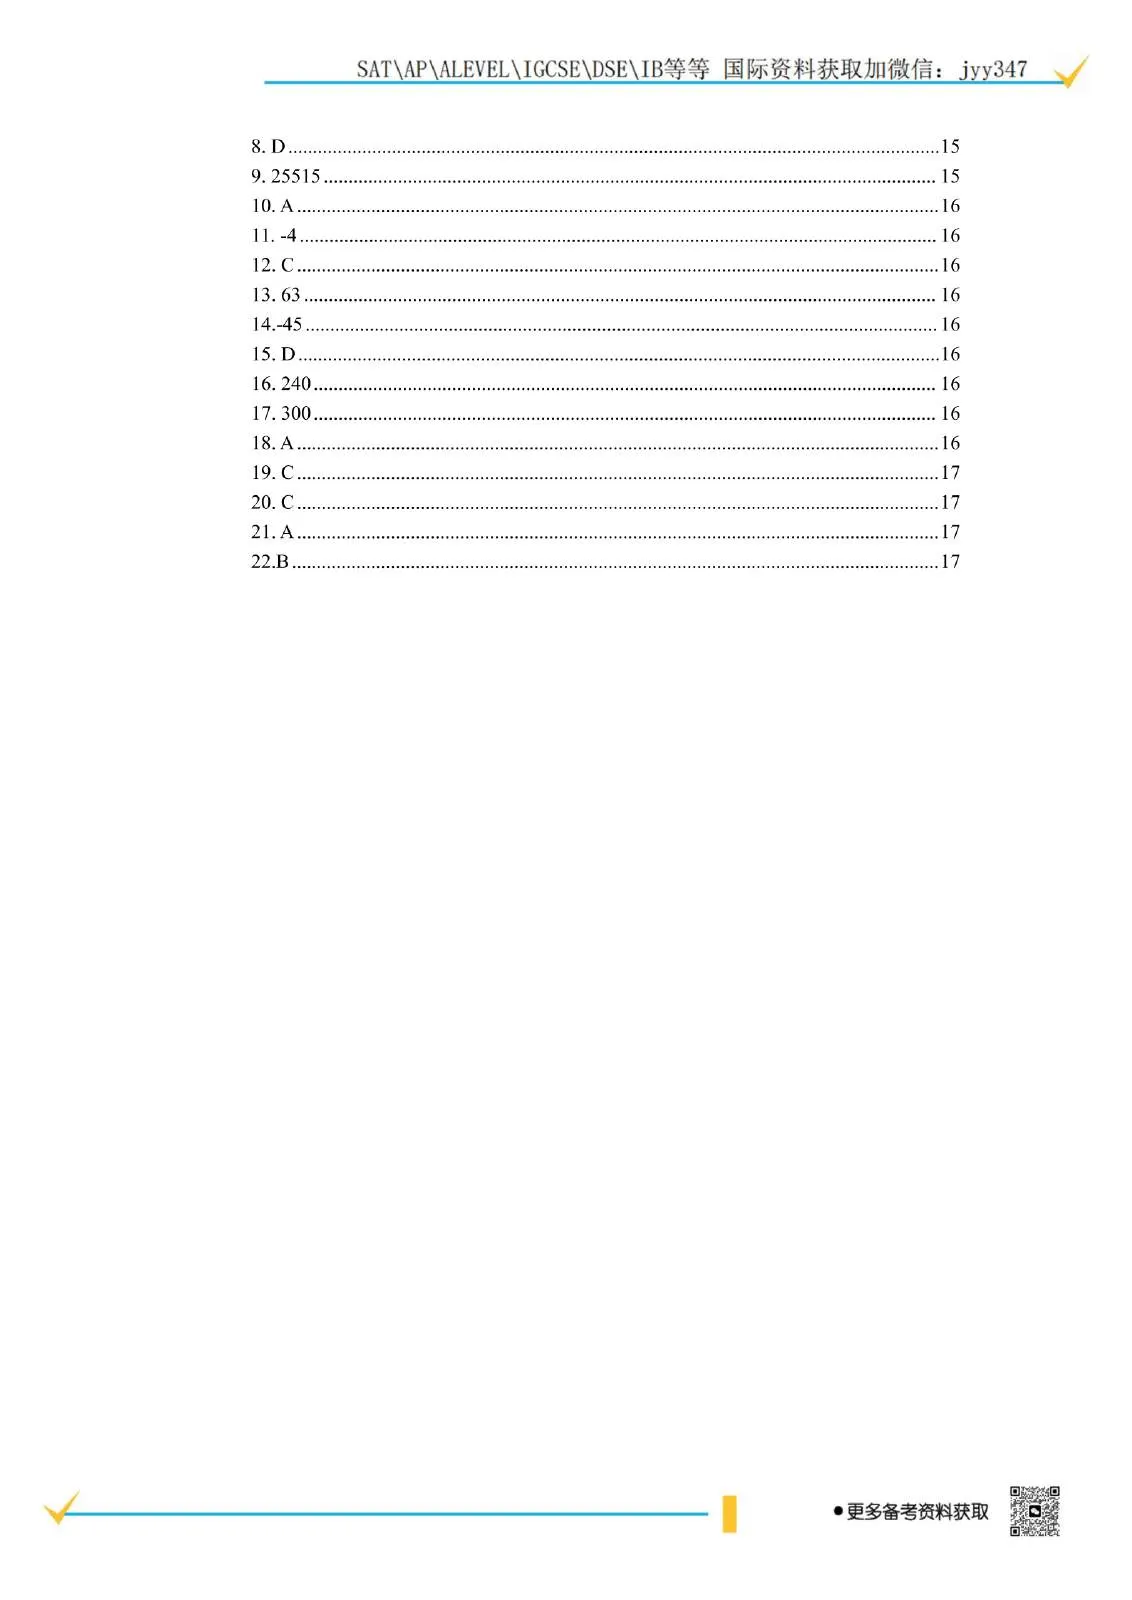 SAT\AP\ALEVEL\IGCSE\DSE\IB等等 国际资料获取加微信：jyy347
8. D........................................15
9. 25515........................................15
10. A........................................16
11. -4........................................16
12. C........................................16
13. 63........................................16
14.-45........................................16
15. D........................................16
16. 240........................................16
17. 300........................................16
18. A........................................16
19. C........................................17
20. C........................................17
21. A........................................17
22.B........................................17
●更多备考资料获取